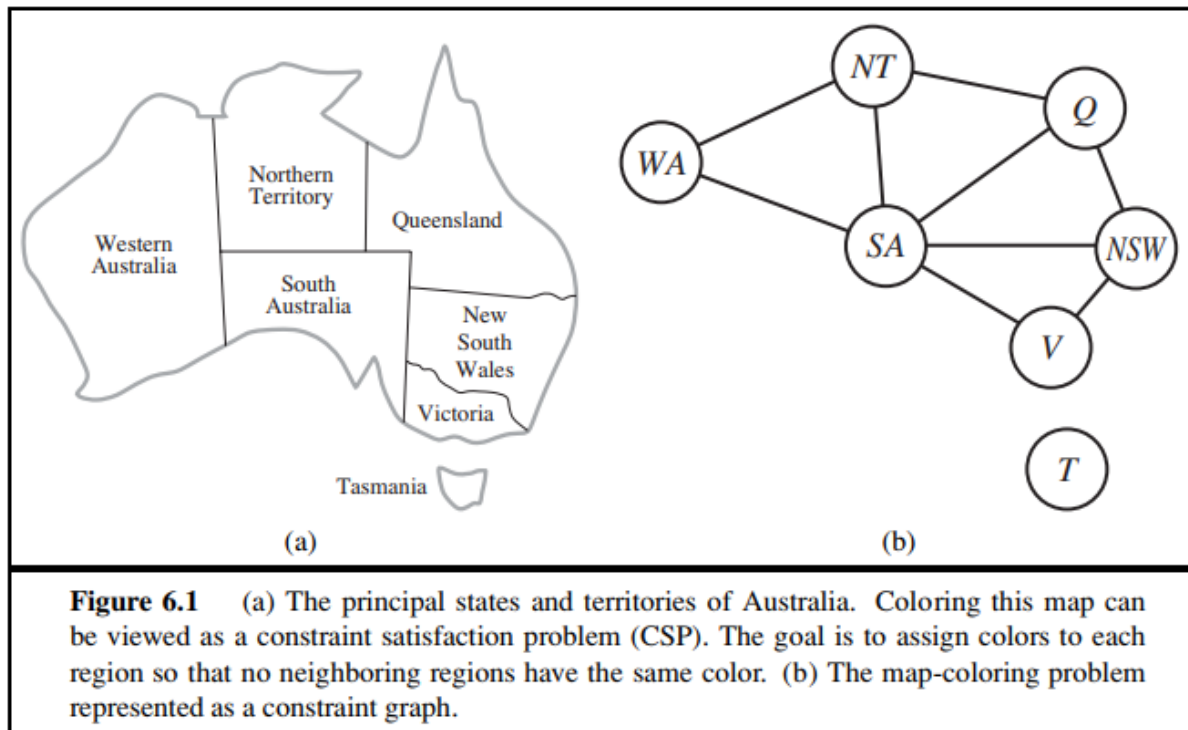 Northern
Territory
Queensland
Western
Australia
South
Australia
New
South
Wales
Victoria
Tasmania
(a)
NT
Q
WA
SA
NSW
V
T
(b)
Figure 6.1 (a) The principal states and territories of Australia. Coloring this map can
be viewed as a constraint satisfaction problem (CSP). The goal is to assign colors to each
region so that no neighboring regions have the same color. (b) The map-coloring problem
represented as a constraint graph.